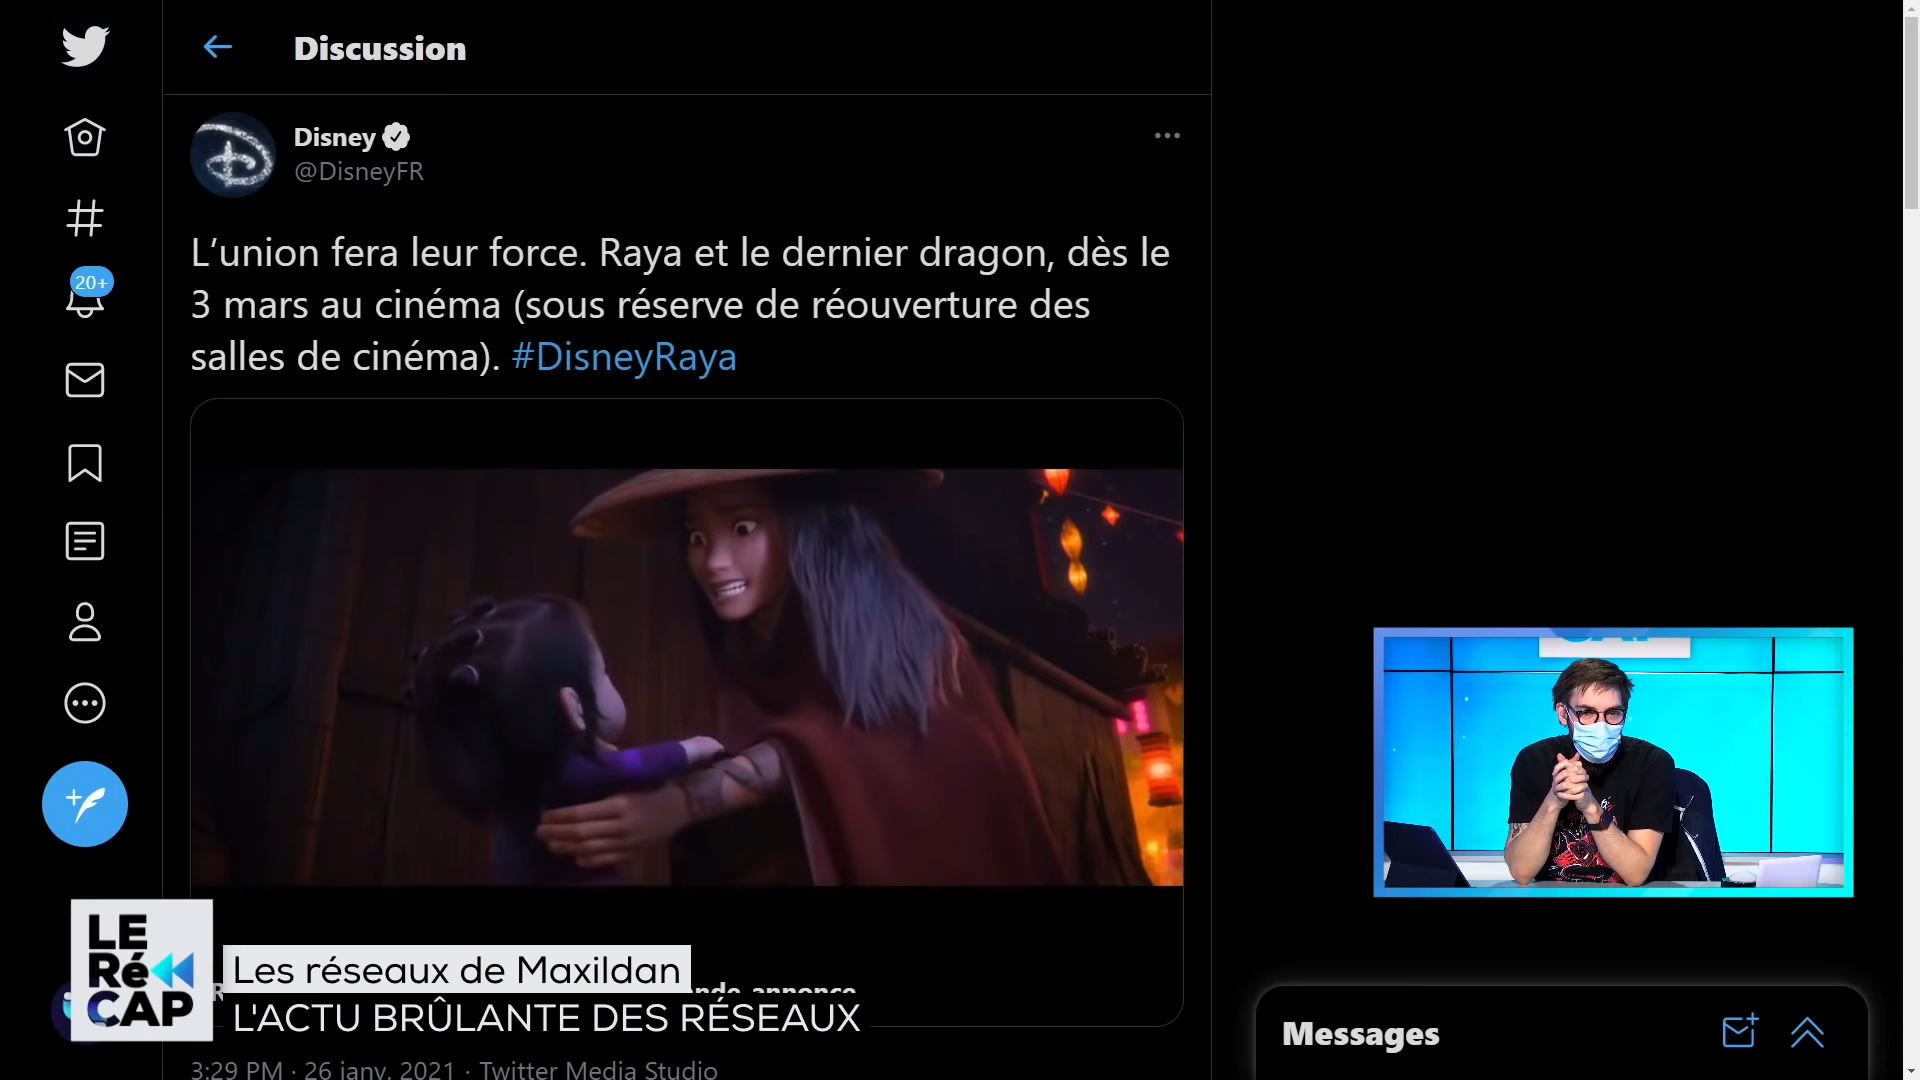 Discussion
Disney
@DisneyFR
L'union fera leur force. Raya et le dernier dragon, dès le
3 mars au cinéma (sous réserve de réouverture des
salles de cinéma). #DisneyRaya
20+
LE
Ré
CAP
Les réseaux de Maxildan
annonce
L'ACTU BRÛLANTE DES RÉSEAUX
3:29 PM · 26 janv. 2021 · Twitter Media Studio
Messages